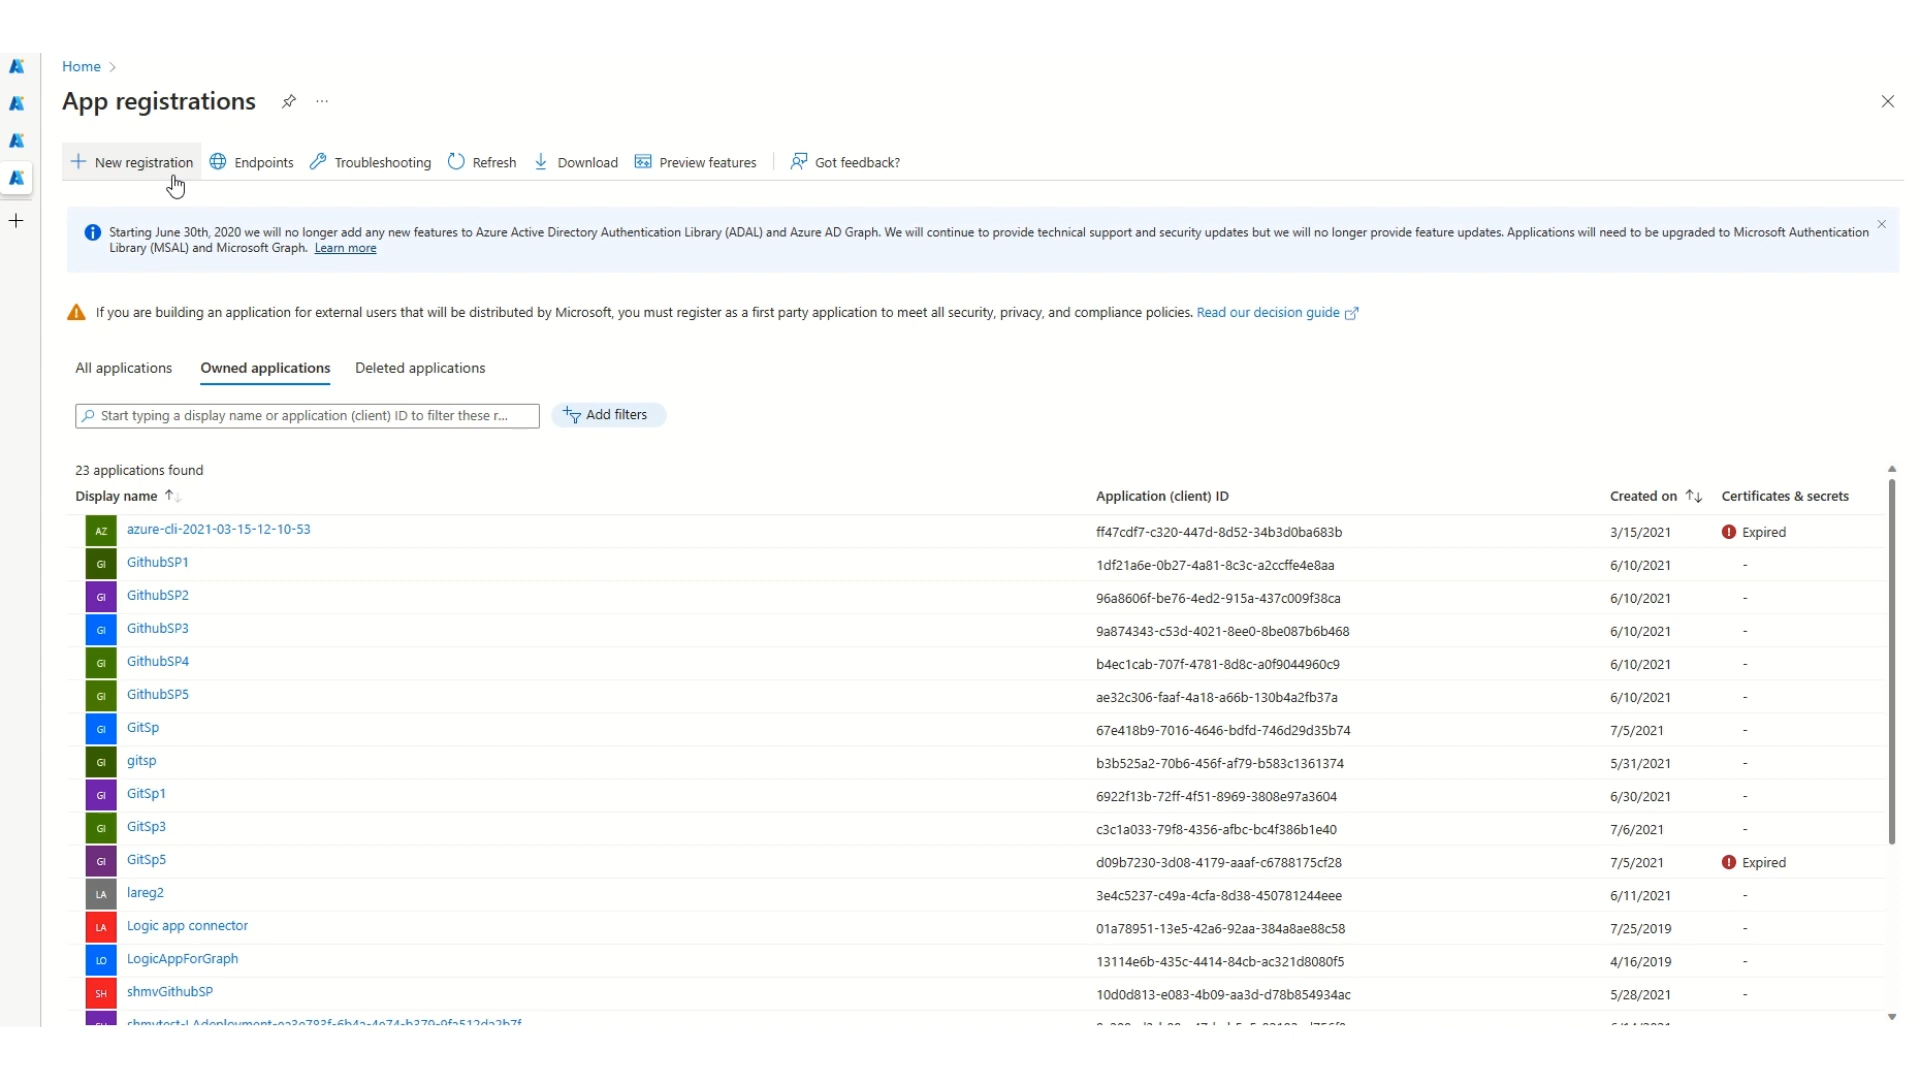 Home
App registrations
New registration
Endpoints
Troubleshooting
Refresh
Download
Preview features
Got feedback?
Starting June 30th, 2020 we will no longer add any new features to Azure Active Directory Authentication Library (ADAL) and Azure AD Graph. We will continue to provide technical support and security updates but we will no longer provide feature updates. Applications will need to be upgraded to Microsoft Authentication
Library (MSAL) and Microsoft Graph. Learn more
If you are building an application for external users that will be distributed by Microsoft, you must register as a first party application to meet all security, privacy, and compliance policies. Read our decision guide
All applications
Owned applications
Deleted applications
Start typing a display name or application (client) ID to filter these r...
Add filters
23 applications found
Display name
Application (client) ID
Created on
Certificates & secrets
AZ azure-cli-2021-03-15-12-10-53 ff47cdf7-c320-447d-8d52-34b3d0ba683b 3/15/2021 Expired
GI GithubSP1 1df21a6e-0b27-4a81-8c3c-a2ccffe4e8aa 6/10/2021 -
GI GithubSP2 96a8606f-be76-4ed2-915a-437c009f38ca 6/10/2021 -
GI GithubSP3 9a874343-c53d-4021-8ee0-8be087b6b468 6/10/2021 -
GI GithubSP4 b4ec1cab-707f-4781-8d8c-a0f9044960c9 6/10/2021 -
GI GithubSP5 ae32c306-faaf-4a18-a66b-130b4a2fb37a 6/10/2021 -
GI GitSp 67e418b9-7016-4646-bdfd-746d29d35b74 7/5/2021 -
GI gitsp b3b525a2-70b6-456f-af79-b583c1361374 5/31/2021 -
GI GitSp1 6922f13b-72ff-4f51-8969-3808e97a3604 6/30/2021 -
GI GitSp3 c3c1a033-79f8-4356-afbc-bc4f386b1e40 7/6/2021 -
GI GitSp5 d09b7230-3d08-4179-aaaf-c6788175cf28 7/5/2021 Expired
LA lareg2 3e4c5237-c49a-4cfa-8d38-450781244eee 6/11/2021 -
LA Logic app connector 01a78951-13e5-42a6-92aa-384a8ae88c58 7/25/2019 -
LO LogicAppForGraph 13114e6b-435c-4414-84cb-ac321d8080f5 4/16/2019 -
SH shmvGithubSP 10d0d813-e083-4b09-aa3d-d78b854934ac 5/28/2021 -